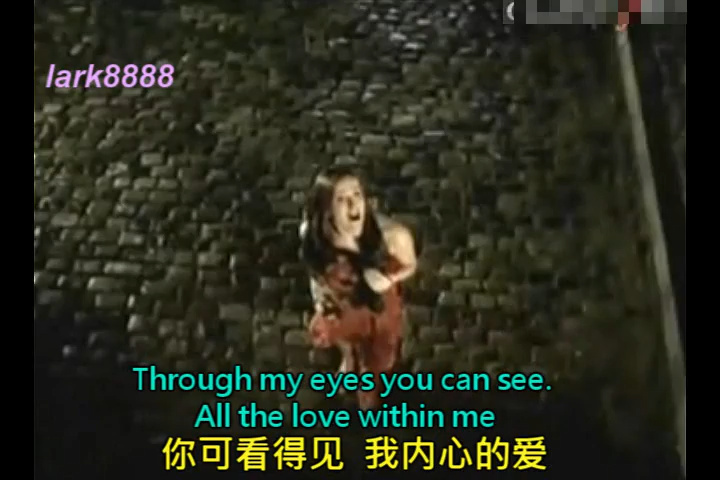 lark8888
Through my eyes you can see.
All the love within me
你可看得见 我内心的爱